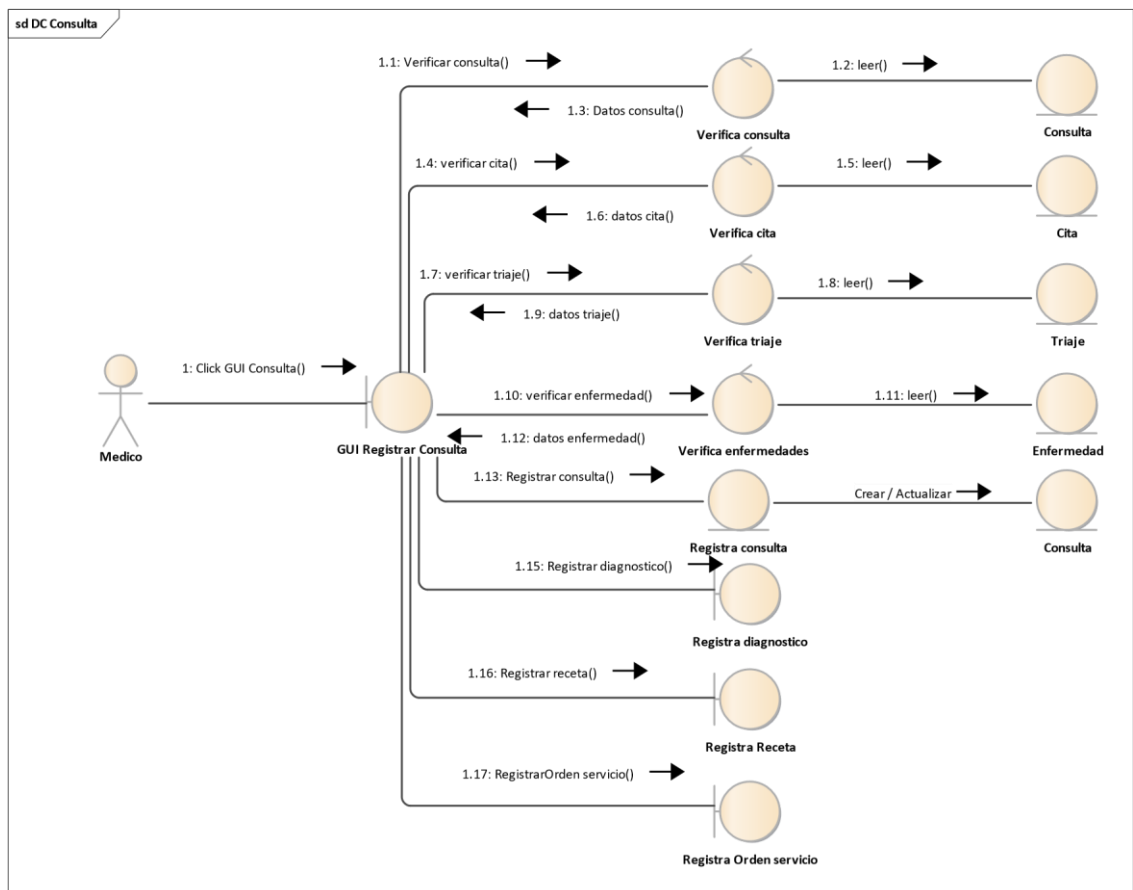 sd DC Consulta
1.1: Verificar consulta()
1.2: leer()
1.3: Datos consulta()
Verifica consulta
Consulta
1.4: verificar cita()
1.5: leer()
1.6: datos cita()
Verifica cita
Cita
1.7: verificar triaje()
1.8: leer()
1.9: datos triaje()
Verifica triaje
Triaje
1: Click GUI Consulta()
1.10: verificar enfermedad()
1.11: leer()
1.12: datos enfermedad()
Medico
GUI Registrar Consulta
Verifica enfermedades
Enfermedad
1.13: Registrar consulta()
Crear / Actualizar
Registra consulta
Consulta
1.15: Registrar diagnostico()
Registra diagnostico
1.16: Registrar receta()
Registra Receta
1.17: RegistrarOrden servicio()
Registra Orden servicio